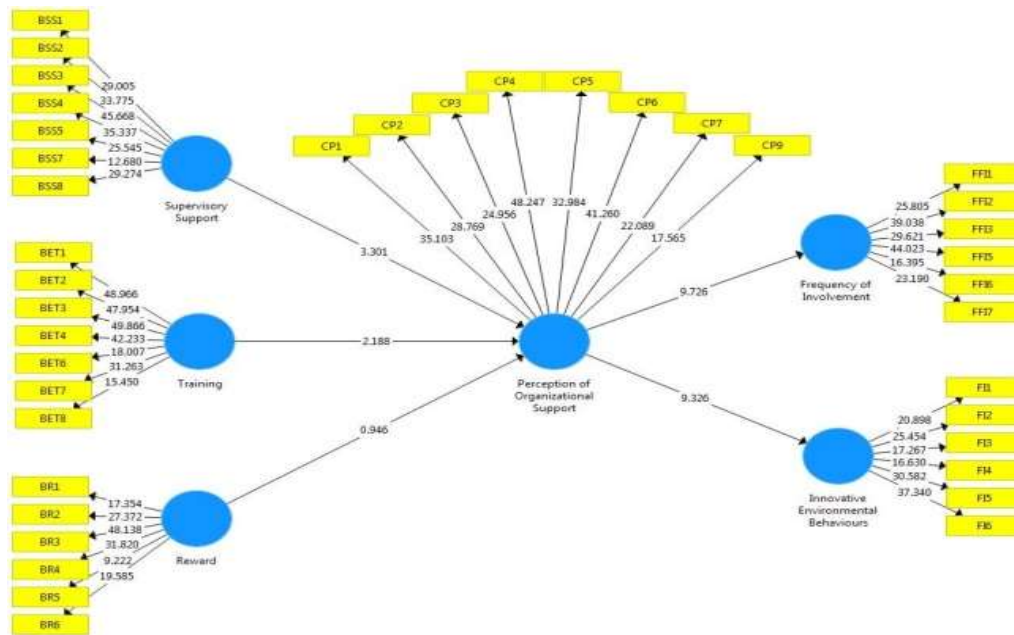 BSS1
BSS2
BSS3
BSS4
BSS5
BSS7
BSS8
29.005
33.775
45.668
35.337
25.545
12.680
29.274
Supervisory
Support
BET1
BET2
BET3
BET4
BET6
BET7
BET8
48.966
47.954
49.866
42.233
18.007
31.263
15.450
Training
BR1
BR2
BR3
BR4
BR5
BR6
17.354
27.372
48.138
31.820
9.222
19.585
Reward
3.301
2.188
0.946
CP1
CP2
CP3
CP4
CP5
CP6
CP7
CP9
35.103
28.769
24.956
48.247
32.984
41.260
22.089
17.565
Perception of
Organizational
Support
9.726
9.326
FFI1
FFI2
FFI3
FFI5
FFI6
FFI7
25.805
39.038
29.621
44.023
16.395
23.190
Frequency of
Involvement
FI1
FI2
FI3
FI4
FI5
FI6
20.898
25.454
17.267
16.630
30.582
37.340
Innovative
Environmental
Behaviours